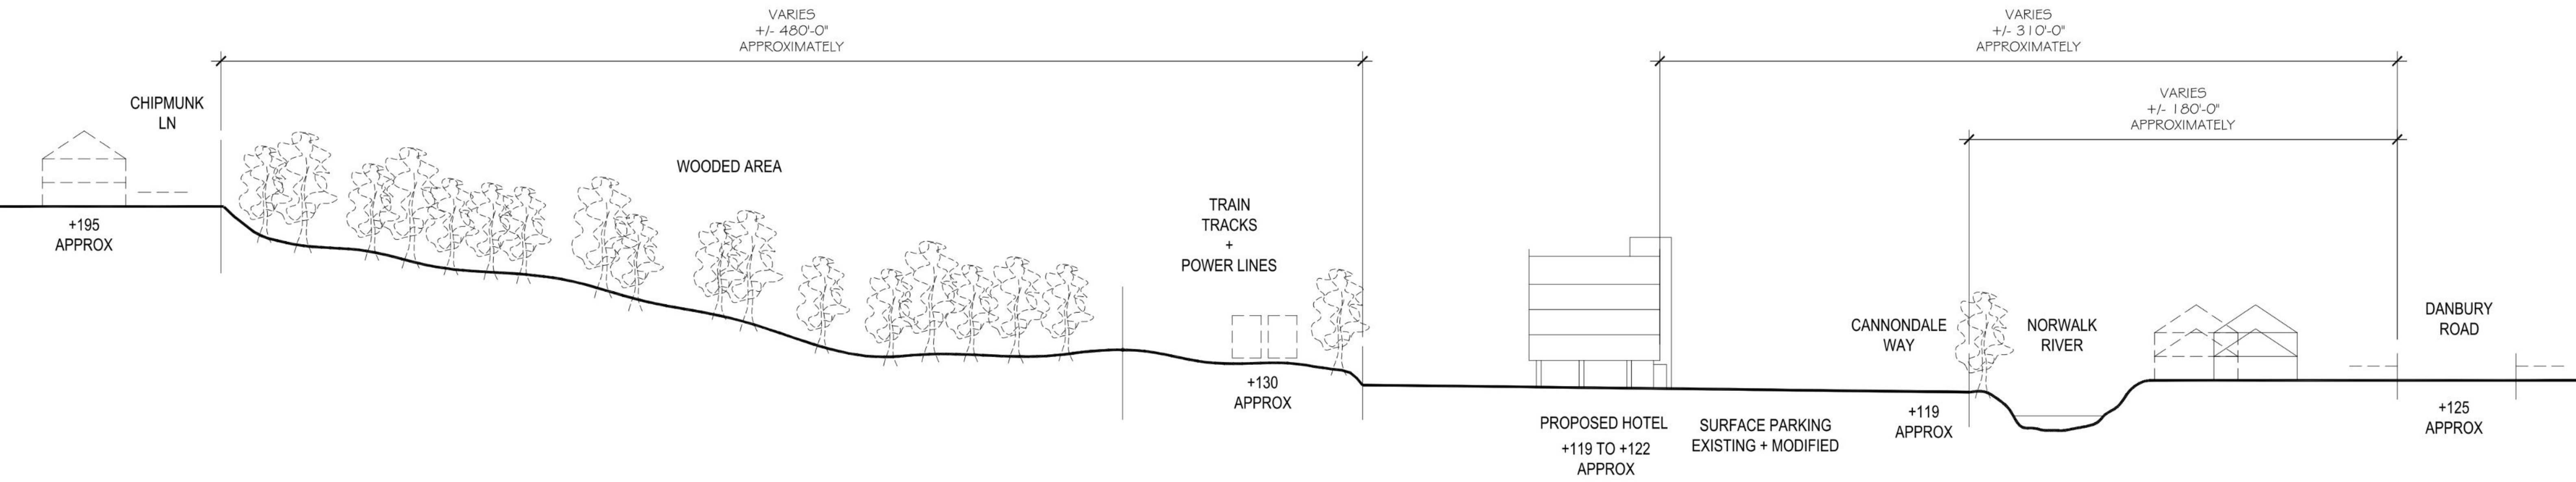 VARIES
+/- 480'-0"
APPROXIMATELY
VARIES
+/- 310'-0"
APPROXIMATELY
VARIES
+/- 180'-0"
APPROXIMATELY
CHIPMUNK
LN
WOODED AREA
TRAIN
TRACKS
+
POWER LINES
CANNONDALE
WAY
NORWALK
RIVER
DANBURY
ROAD
+195
APPROX
+130
APPROX
PROPOSED HOTEL
+119 TO +122
APPROX
SURFACE PARKING
EXISTING + MODIFIED
+119
APPROX
+125
APPROX